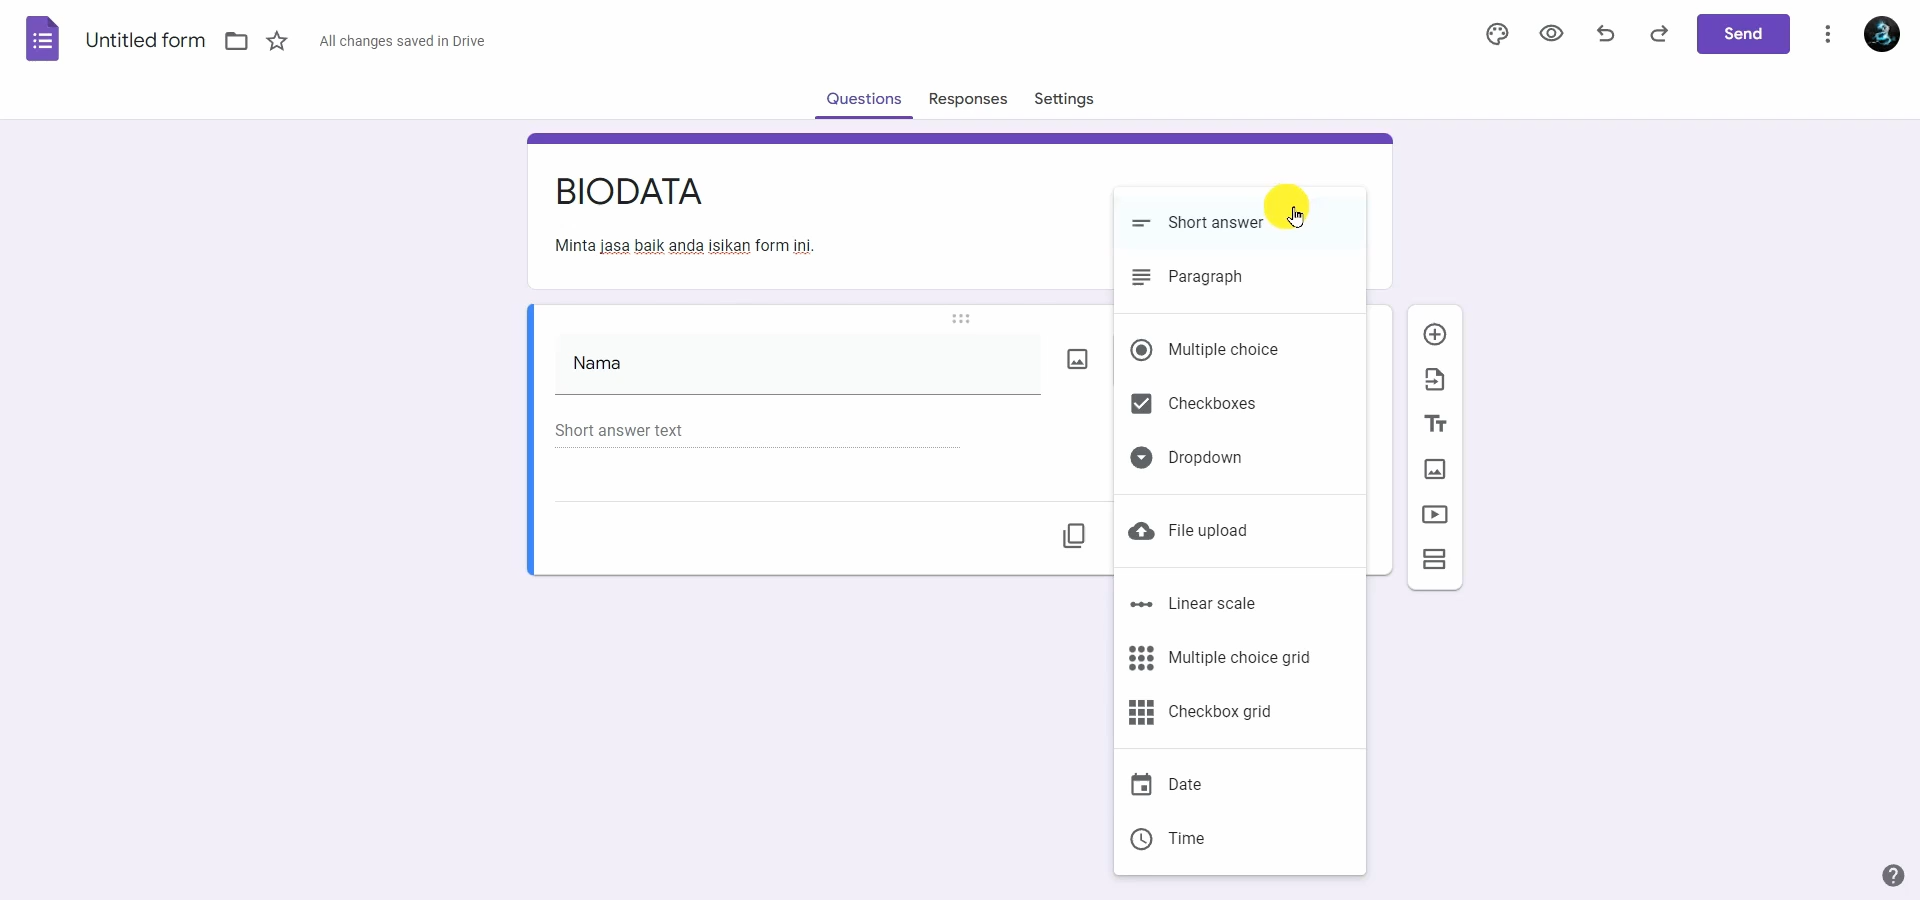 Untitled form
All changes saved in Drive
Send
Questions Responses Settings
BIODATA
Minta jasa baik anda isikan form ini.
Nama
Short answer text
Short answer
Paragraph
Multiple choice
Checkboxes
Dropdown
File upload
Linear scale
Multiple choice grid
Checkbox grid
Date
Time